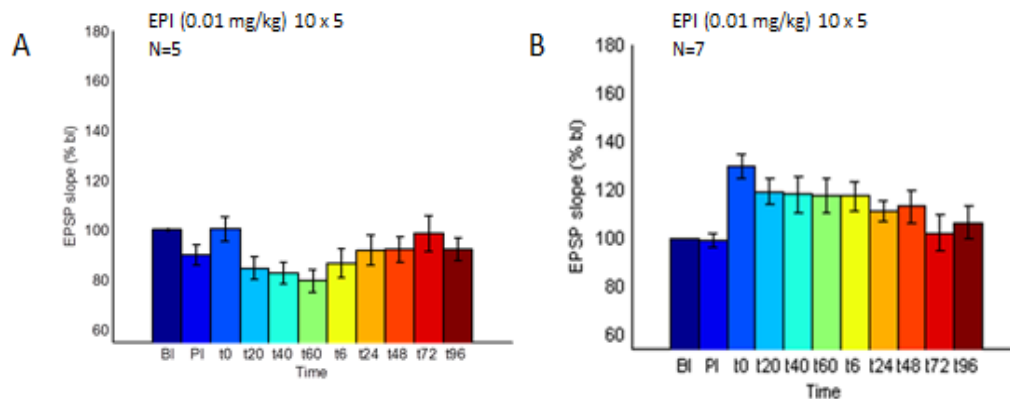 A
EPI (0.01 mg/kg) 10 x 5
N=5
EPSP slope (% bl)
180
160
140
120
100
80
60
Bl PI t0 t20 t40 t60 t6 t24 t48 t72 t96
Time
B
EPI (0.01 mg/kg) 10 x 5
N=7
EPSP slope (% bl)
180
160
140
120
100
80
60
Bl PI t0 t20 t40 t60 t6 t24 t48 t72 t96
Time